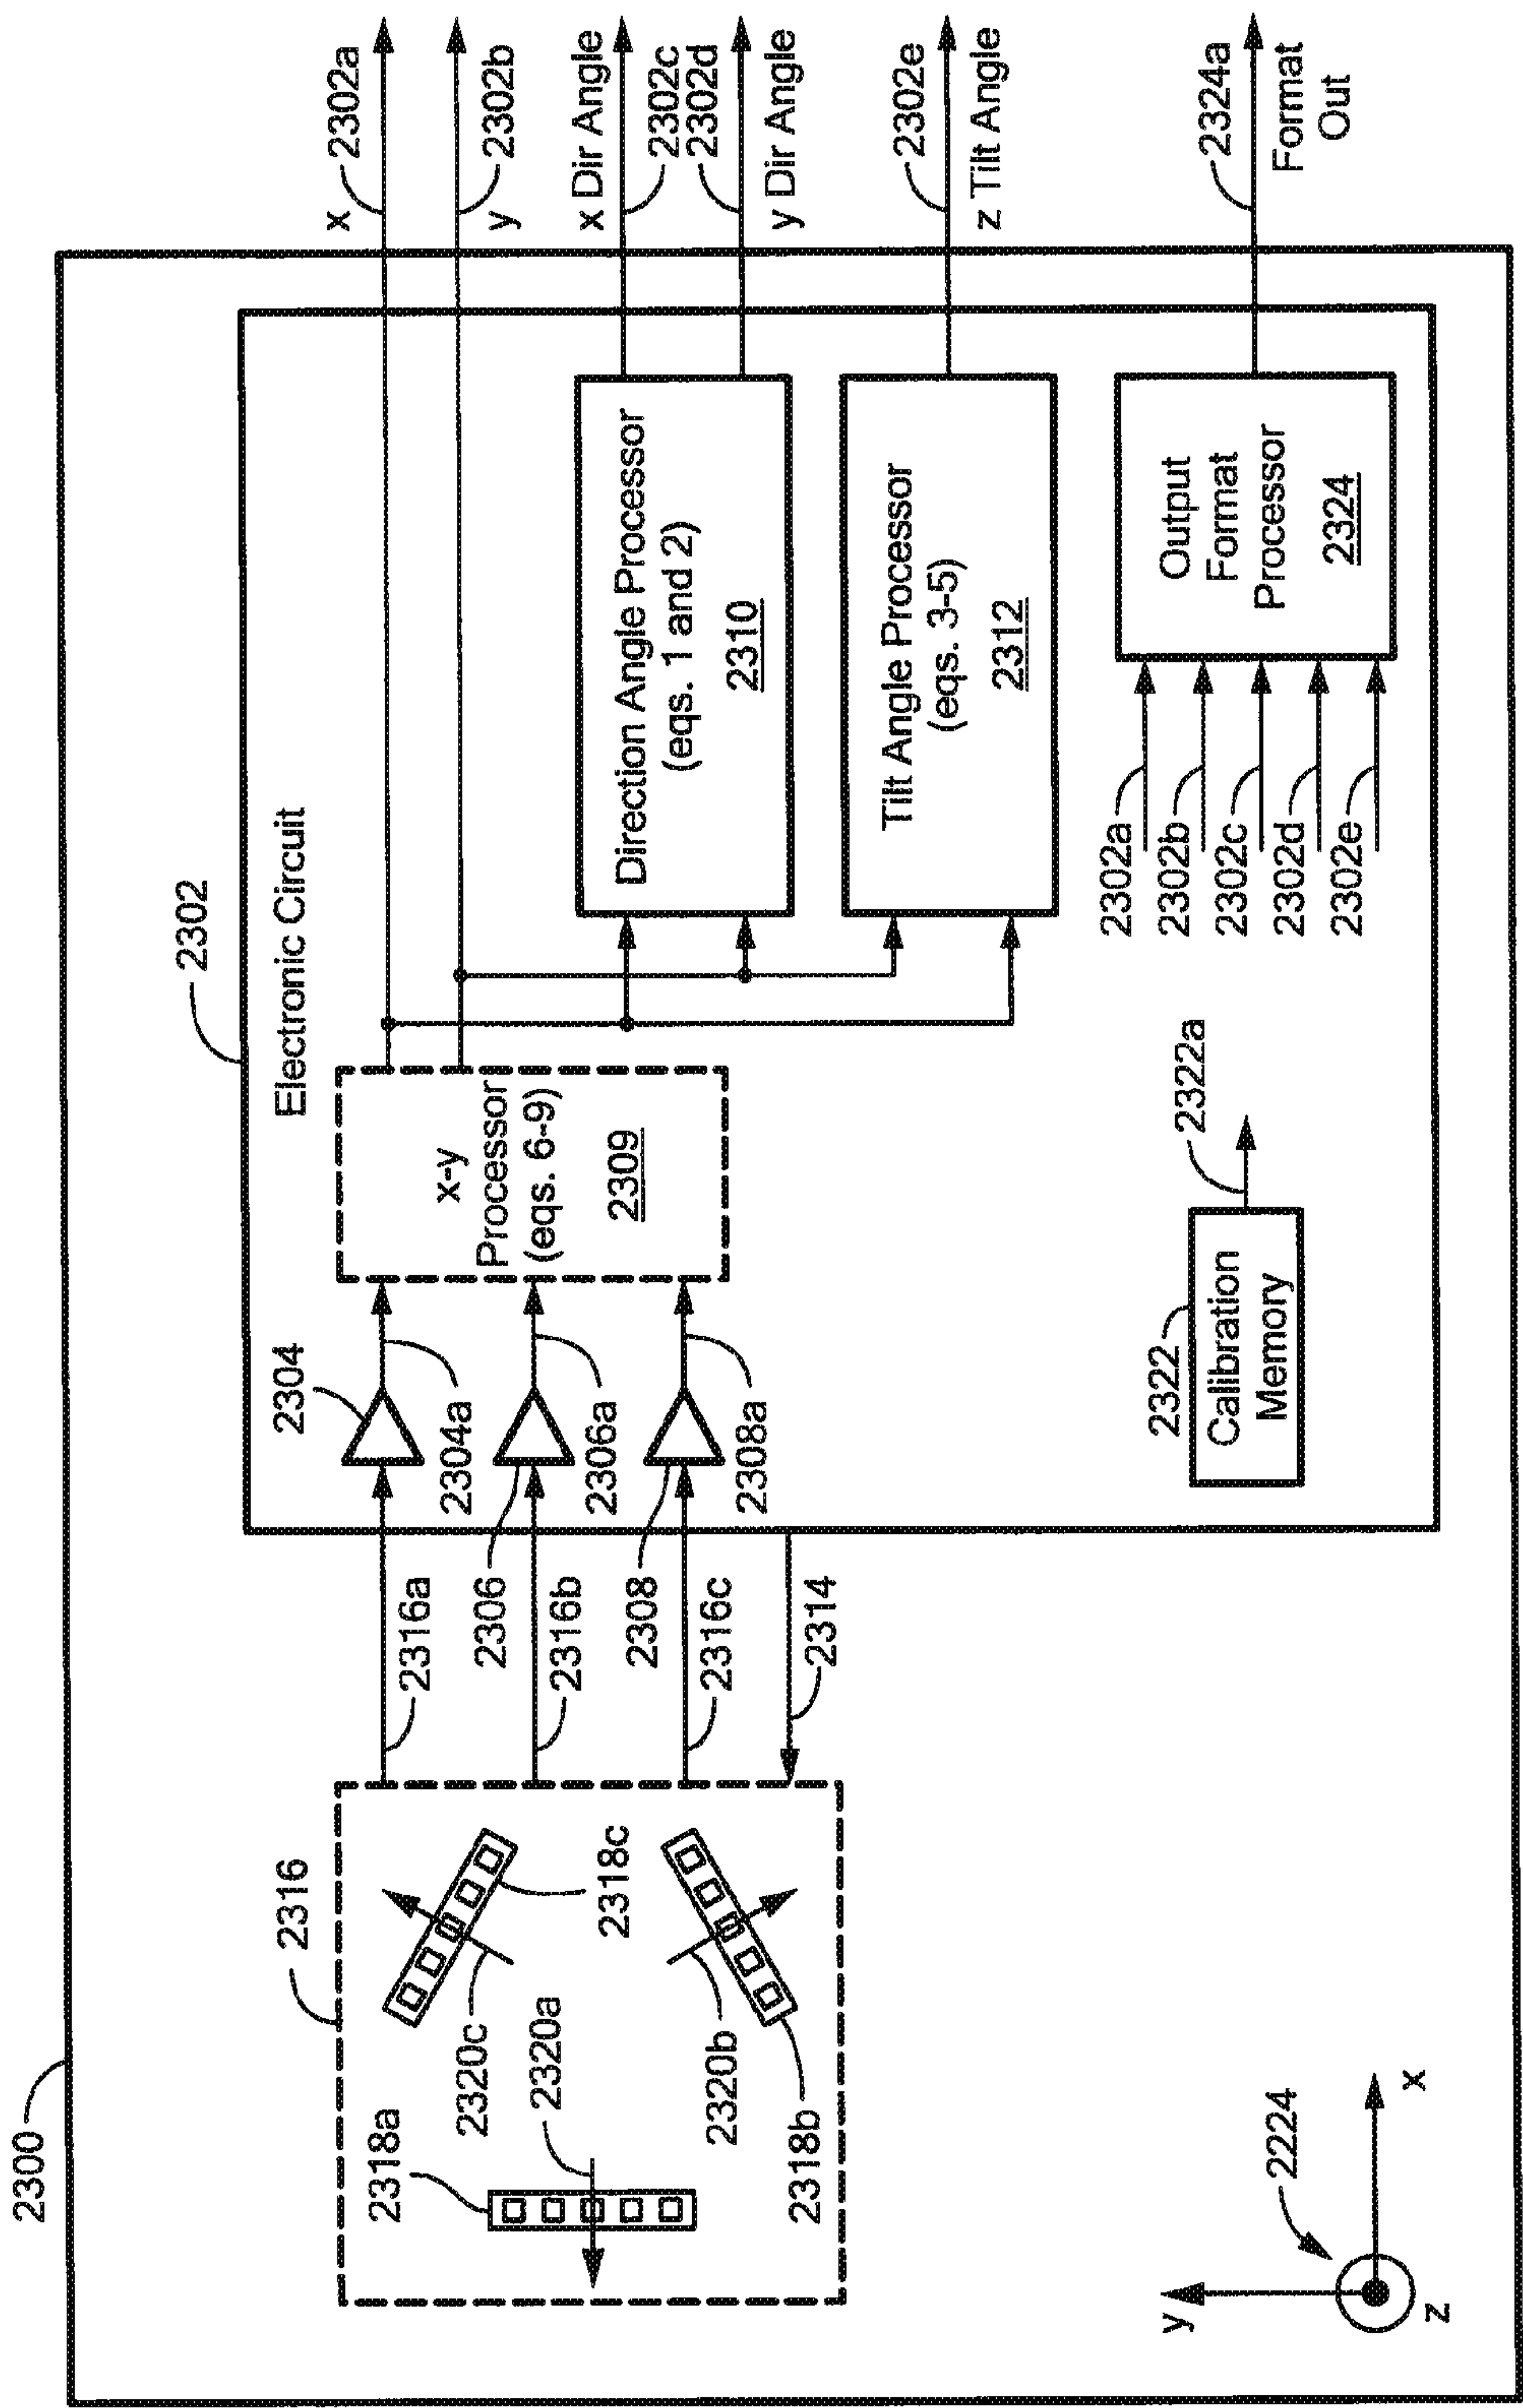 2300
2302
Electronic Circuit
2316
2318a
2320a
2320c
2318c
2320b
2318b
2316a
2306
2316b
2308
2316c
2314
2304
2304a
2306a
2308a
x-y
Processor
(eqs. 6-9)
2309
Direction Angle Processor
(eqs. 1 and 2)
2310
Tilt Angle Processor
(eqs. 3-5)
2312
2322
Calibration
Memory
2322a
2302a
2302b
2302c
2302d
2302e
Output
Format
Processor
2324
x
2302a
2302b
y
x Dir Angle
2302c
2302d
y Dir Angle
2302e
z Tilt Angle
2324a
Format
Out
2224
y
x
z